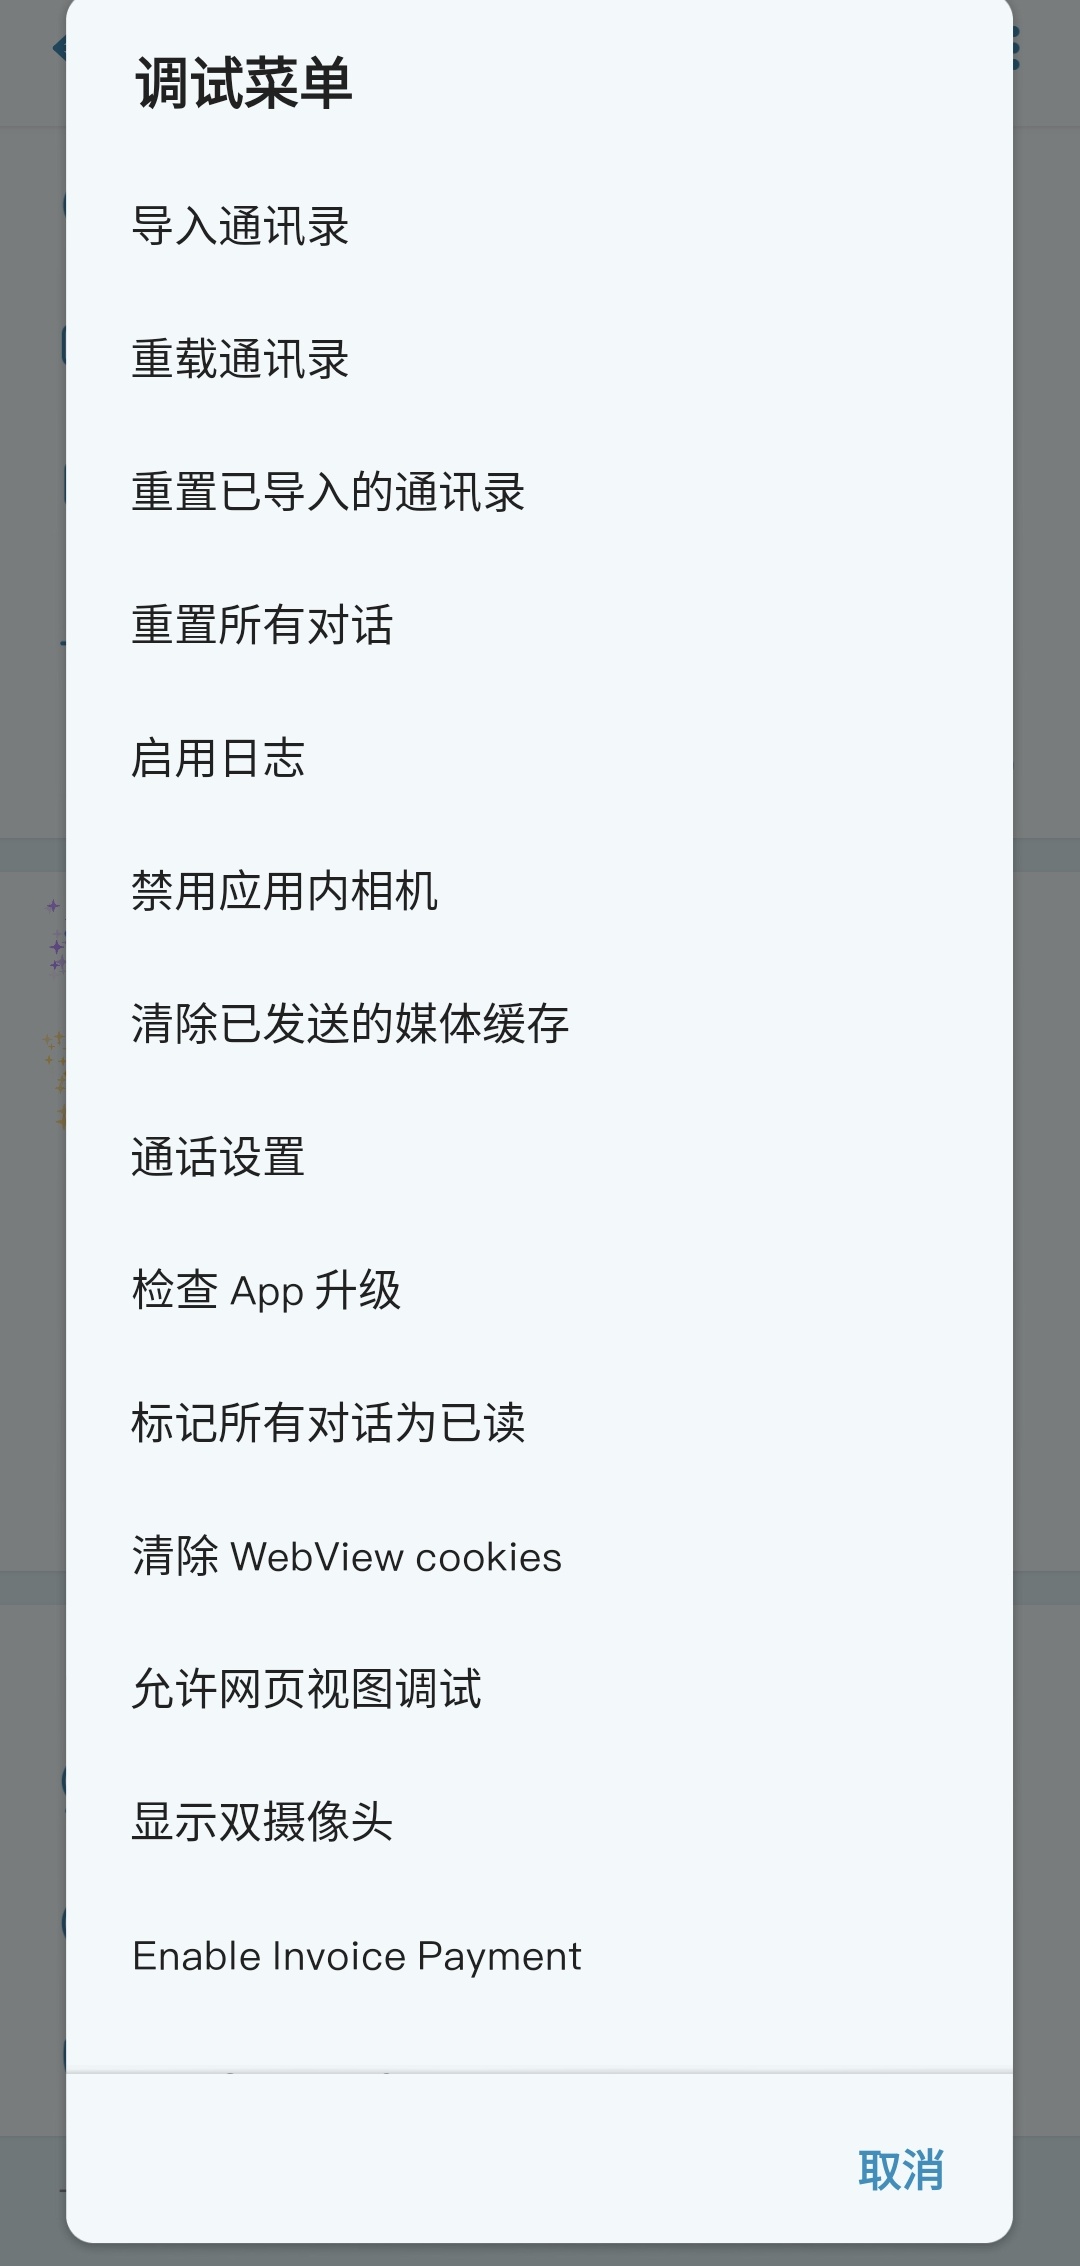 调试菜单
导入通讯录
重载通讯录
重置已导入的通讯录
重置所有对话
启用日志
禁用应用内相机
清除已发送的媒体缓存
通话设置
检查 App 升级
标记所有对话为已读
清除 WebView cookies
允许网页视图调试
显示双摄像头
Enable Invoice Payment
取消